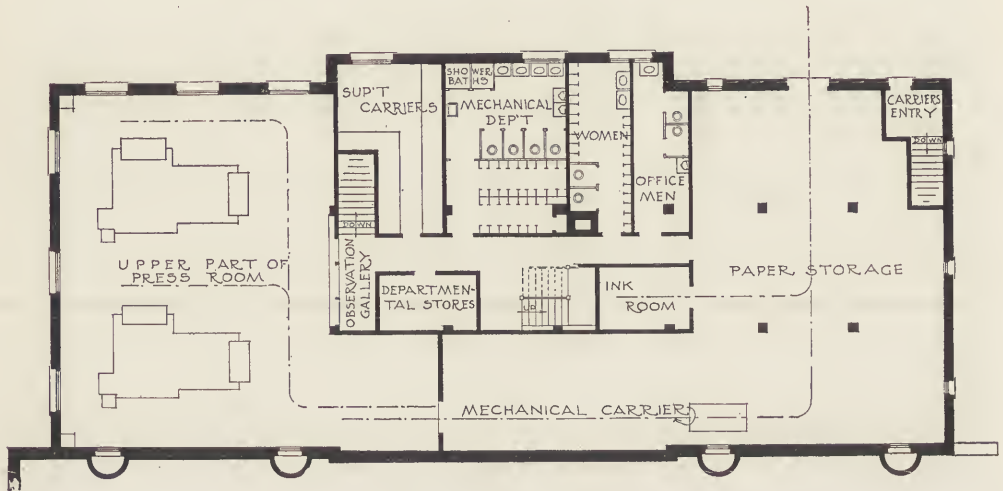 SHOWER
BATHS
SUP'T
CARRIERS
MECHANICAL
DEP'T
WOMEN
OFFICE
MEN
CARRIERS
ENTRY
DOWN
DOWN
UPPER PART OF
PRESS ROOM
OBSERVATION
GALLERY
DEPARTMEN-
TAL STORES
UP
INK
ROOM
PAPER STORAGE
MECHANICAL CARRIER